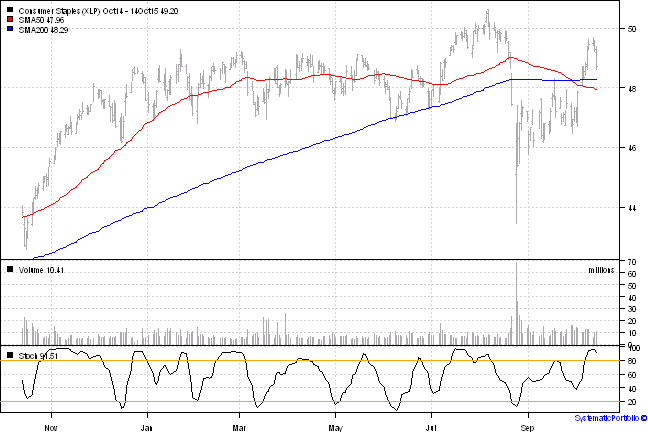 Consumer Staples (XLP) Oct14 - 14Oct15 49.20
SMA50 47.96
SMA200 48.29
50
48
46
44
Volume 10.41
millions
70
60
50
40
30
20
10
0
Stoch 91.51
100
80
60
40
20
Nov
Jan
Mar
May
Jul
Sep
SystematicPortfolio ©